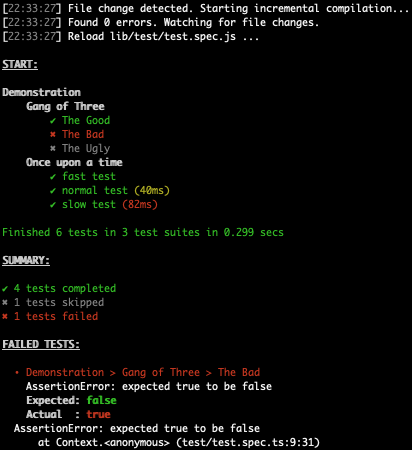 [22:33:27] File change detected. Starting incremental compilation...
[22:33:27] Found 0 errors. Watching for file changes.
[22:33:27] Reload lib/test/test.spec.js ...
START:
Demonstration
Gang of Three
✔ The Good
✖ The Bad
✖ The Ugly
Once upon a time
✔ fast test
✔ normal test (40ms)
✔ slow test (82ms)
Finished 6 tests in 3 test suites in 0.299 secs
SUMMARY:
✔ 4 tests completed
✖ 1 tests skipped
✖ 1 tests failed
FAILED TESTS:
• Demonstration > Gang of Three > The Bad
AssertionError: expected true to be false
Expected: false
Actual  : true
AssertionError: expected true to be false
at Context.<anonymous> (test/test.spec.ts:9:31)